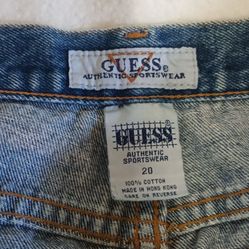 GUESS
AUTHENTIC SPORTSWEAR
GUESS
AUTHENTIC
SPORTSWEAR
20
100% COTTON
MADE IN HONG KONG
CARE ON REVERSE